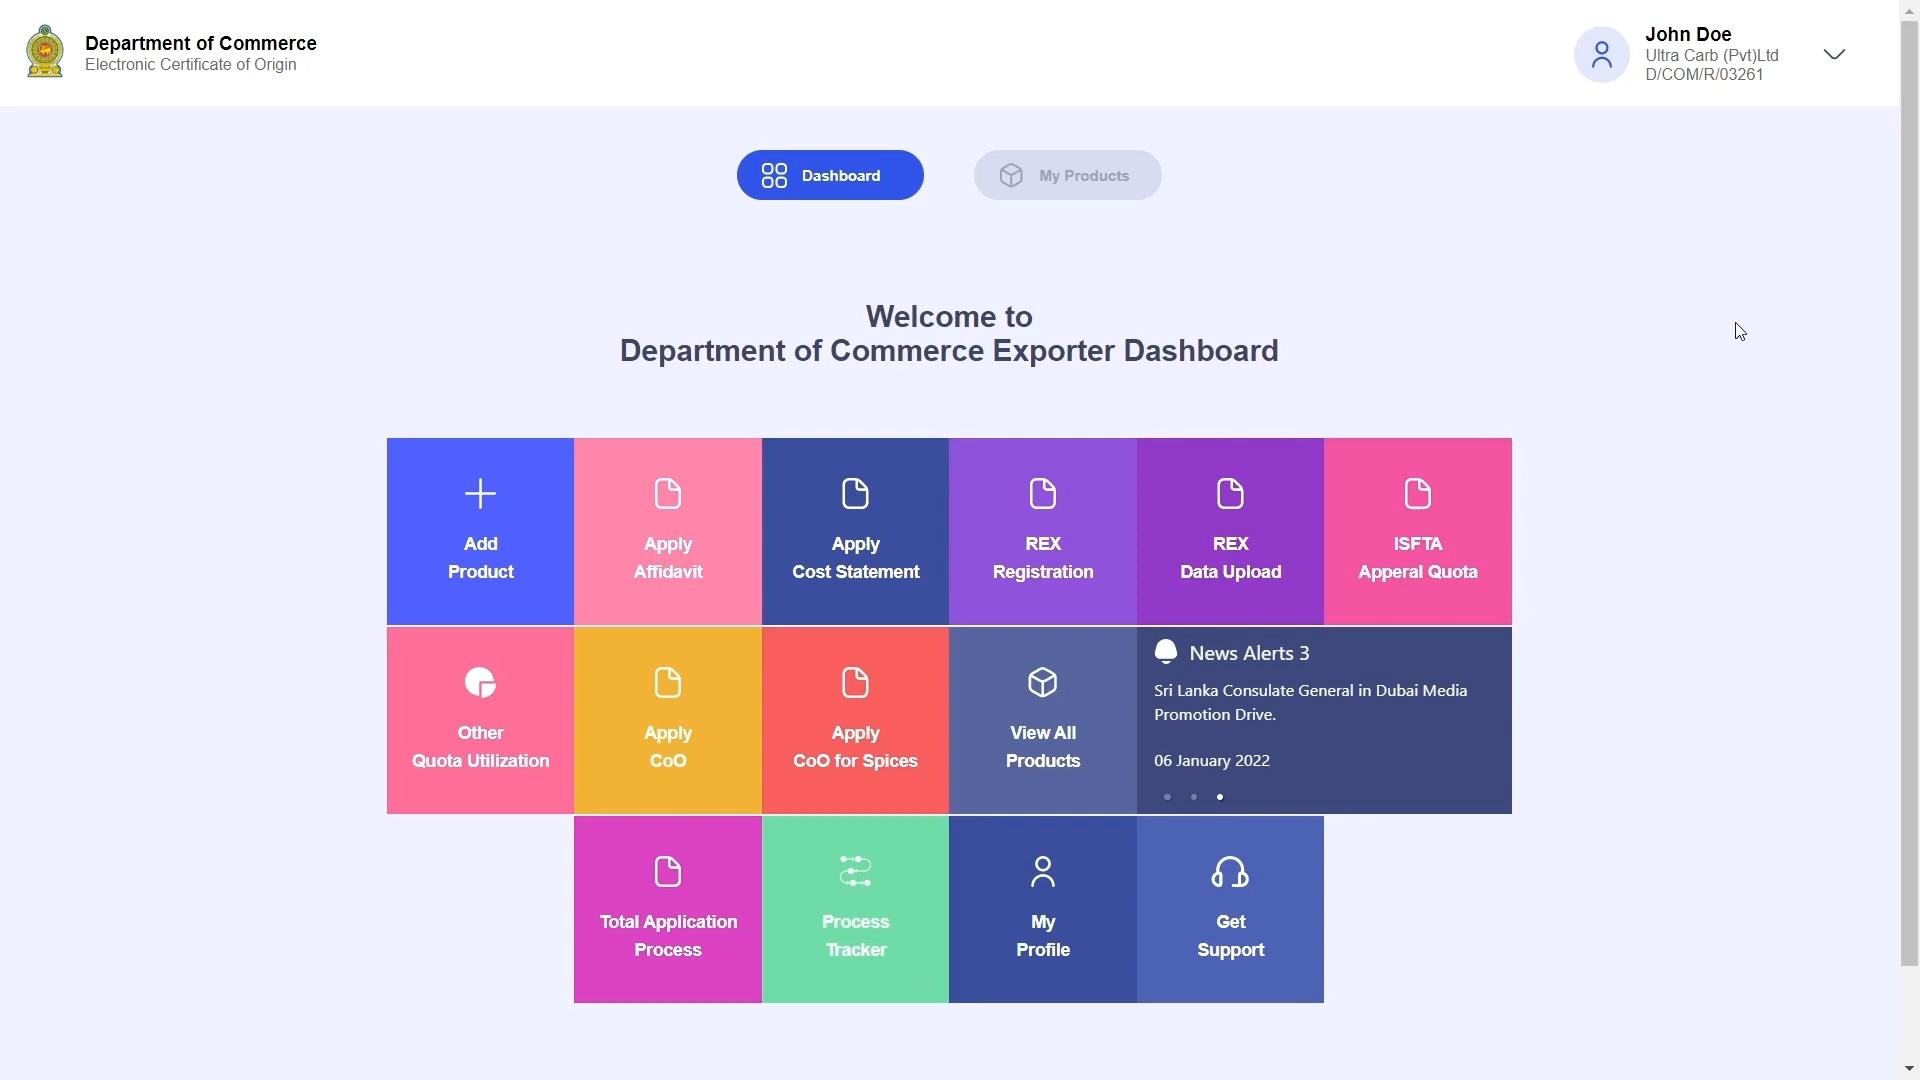 Department of Commerce
Electronic Certificate of Origin
John Doe
Ultra Carb (Pvt)Ltd
D/COM/R/03261
Dashboard
My Products
Welcome to
Department of Commerce Exporter Dashboard
Add
Product
Apply
Affidavit
Apply
Cost Statement
REX
Registration
REX
Data Upload
ISFTA
Apperal Quota
Other
Quota Utilization
Apply
CoO
Apply
CoO for Spices
View All
Products
News Alerts 3
Sri Lanka Consulate General in Dubai Media
Promotion Drive.
06 January 2022
Total Application
Process
Process
Tracker
My
Profile
Get
Support